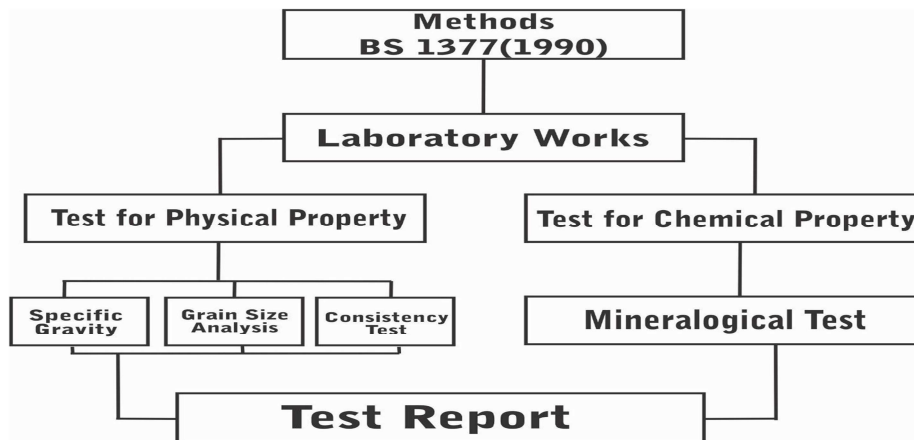 Methods
BS 1377(1990)
Laboratory Works
Test for Physical Property
Test for Chemical Property
Specific
Gravity
Grain Size
Analysis
Consistency
Test
Mineralogical Test
Test Report